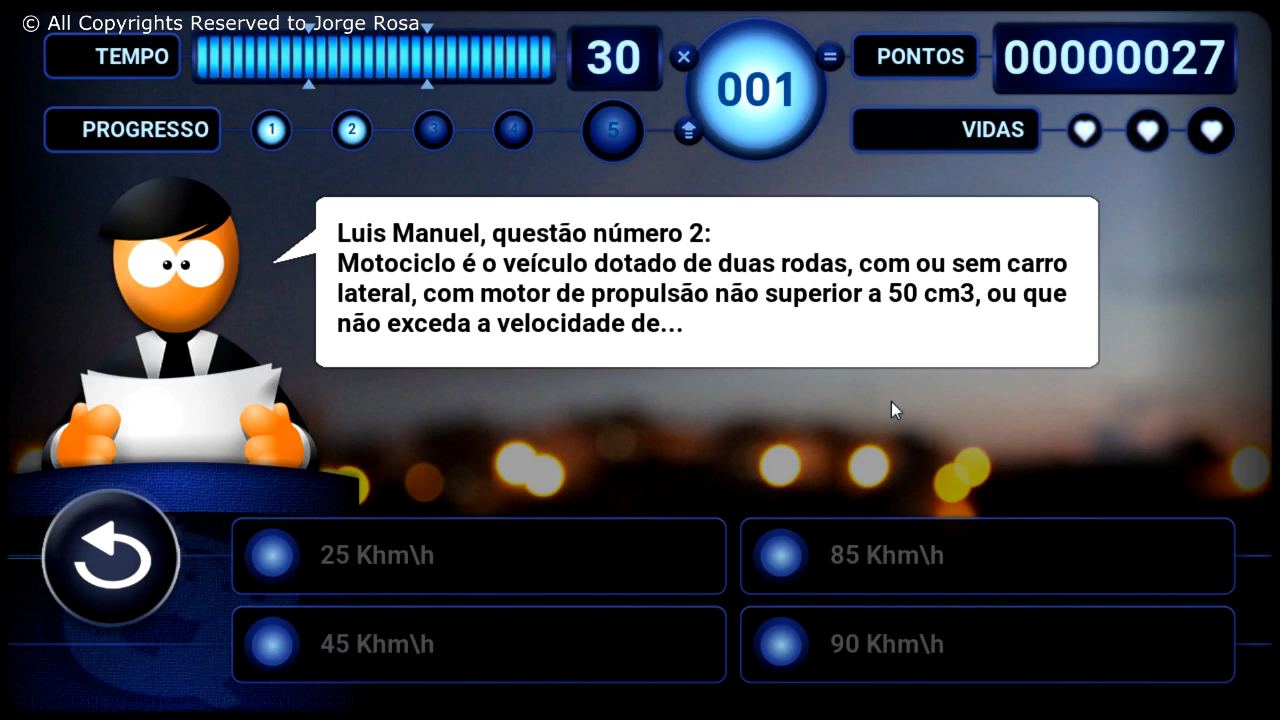 © All Copyrights Reserved to Jorge Rosa
TEMPO
30
×
001
=
PONTOS
00000027
PROGRESSO
1
2
3
4
5
VIDAS
Luis Manuel, questão número 2:
Motociclo é o veículo dotado de duas rodas, com ou sem carro
lateral, com motor de propulsão não superior a 50 cm3, ou que
não exceda a velocidade de...
25 Khm\h
85 Khm\h
45 Khm\h
90 Khm\h